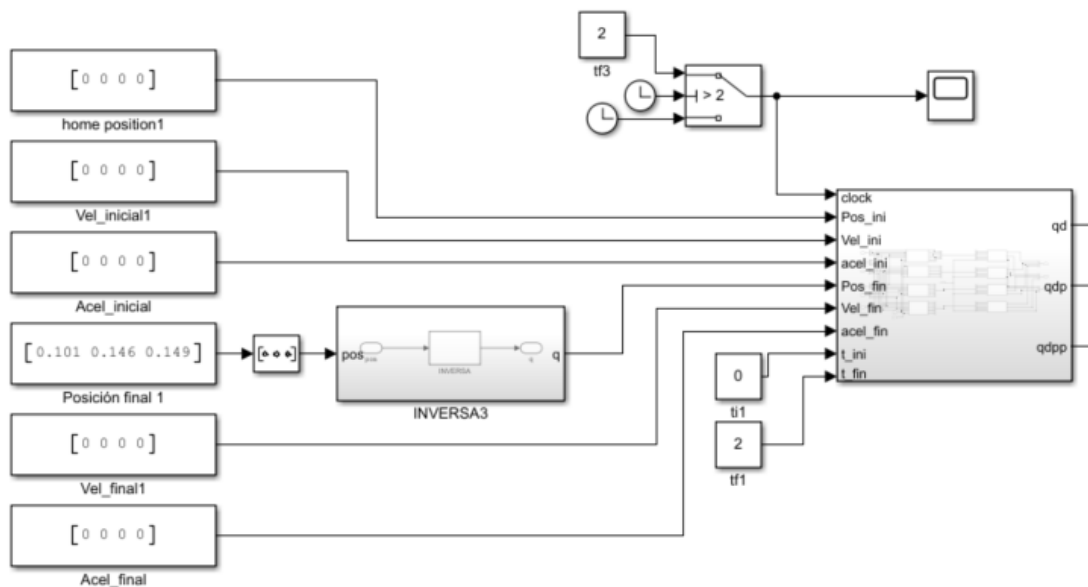 [0 0 0 0]
home position1
[0 0 0 0]
Vel_inicial1
[0 0 0 0]
Acel_inicial
[0.101 0.146 0.149]
Posición final 1
[0 0 0 0]
Vel_final1
[0 0 0 0]
Acel_final
pos
pos
INVERSA
q
q
INVERSA3
2
tf3
> 2
0
ti1
2
tf1
clock
Pos_ini
Vel_ini
acel_ini
Pos_fin
Vel_fin
acel_fin
t_ini
t_fin
qd
qdp
qdpp